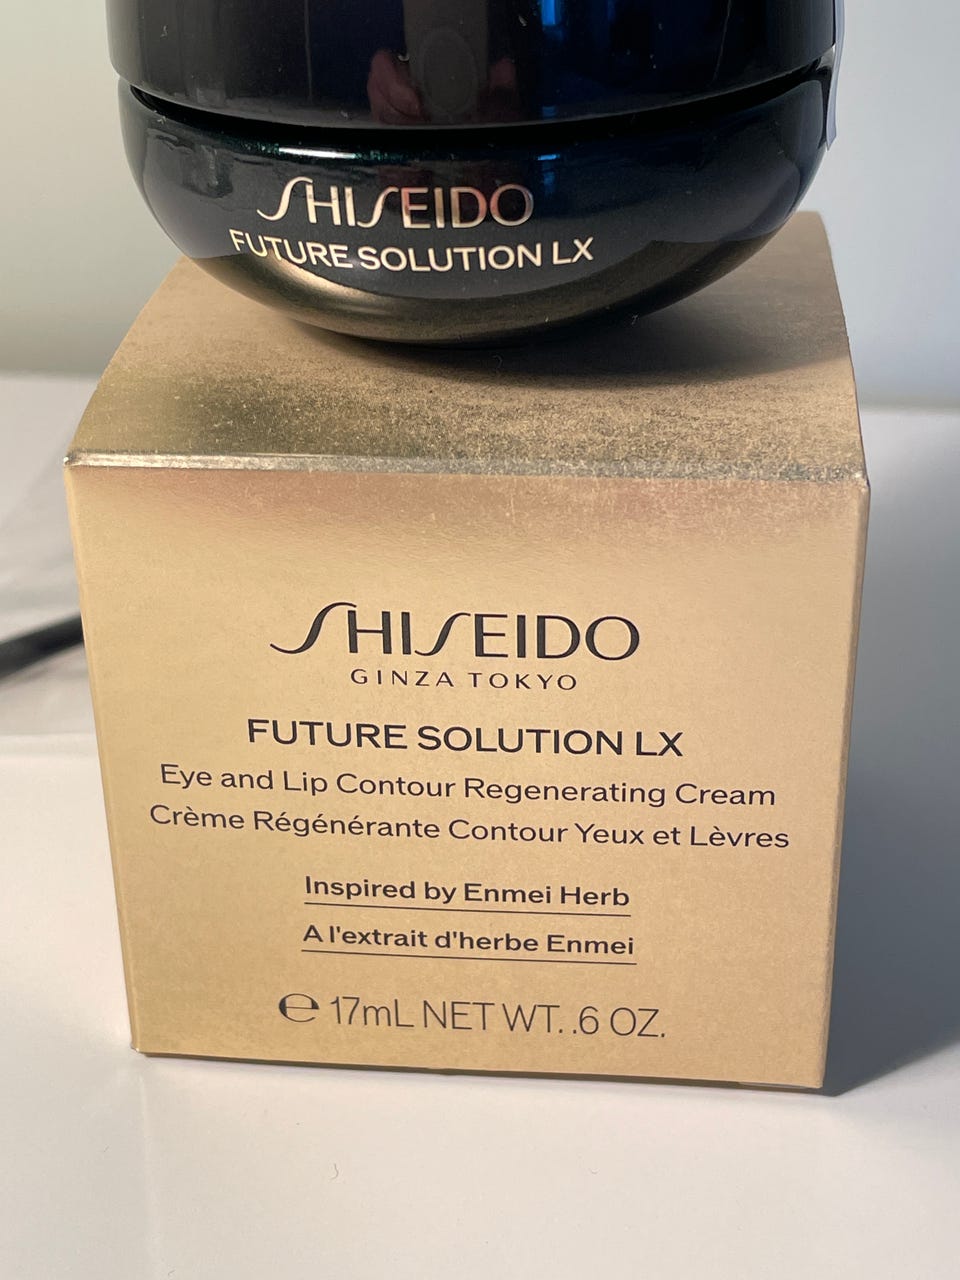 SHISEIDO
FUTURE SOLUTION LX
SHISEIDO
GINZA TOKYO
FUTURE SOLUTION LX
Eye and Lip Contour Regenerating Cream
Crème Régénérante Contour Yeux et Lèvres
Inspired by Enmei Herb
A l'extrait d'herbe Enmei
℮ 17mL NET WT. .6 OZ.